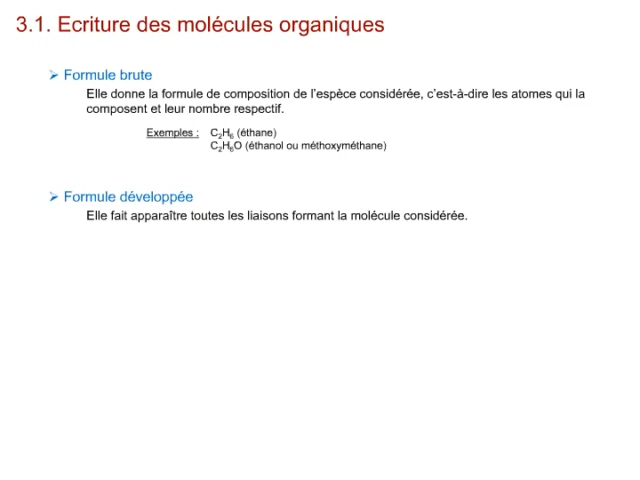 3.1. Ecriture des molécules organiques
➢ Formule brute
Elle donne la formule de composition de l’espèce considérée, c’est-à-dire les atomes qui la
composent et leur nombre respectif.
Exemples : C₂H₆ (éthane)
C₂H₆O (éthanol ou méthoxyméthane)
➢ Formule développée
Elle fait apparaître toutes les liaisons formant la molécule considérée.